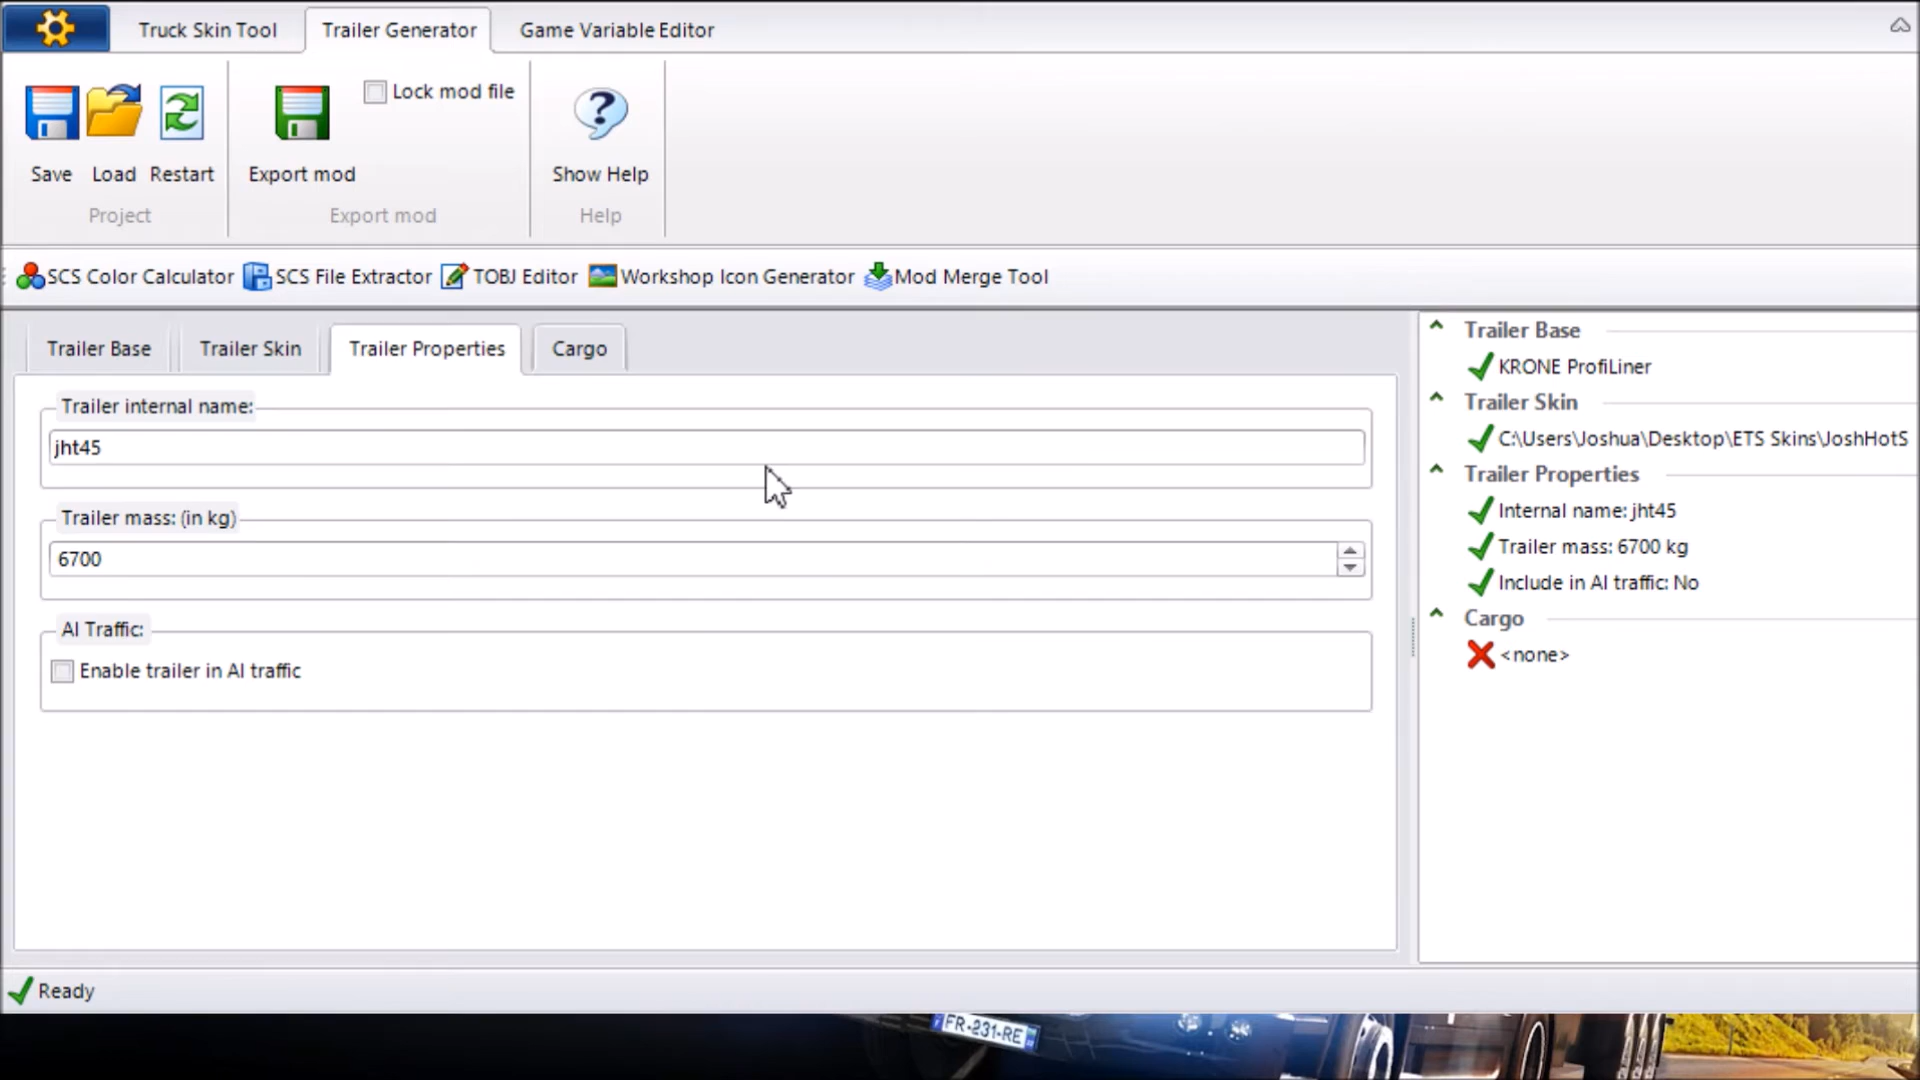 Truck Skin Tool
Trailer Generator
Game Variable Editor
Lock mod file
Save
Load
Restart
Export mod
Show Help
Project
Export mod
Help
SCS Color Calculator
SCS File Extractor
TOBJ Editor
Workshop Icon Generator
Mod Merge Tool
Trailer Base
Trailer Skin
Trailer Properties
Cargo
Trailer internal name:
jht45
Trailer mass: (in kg)
6700
AI Traffic:
Enable trailer in AI traffic
Trailer Base
KRONE ProfiLiner
Trailer Skin
C:\Users\Joshua\Desktop\ETS Skins\JoshHotS
Trailer Properties
Internal name: jht45
Trailer mass: 6700 kg
Include in AI traffic: No
Cargo
<none>
Ready
FR-231-RE